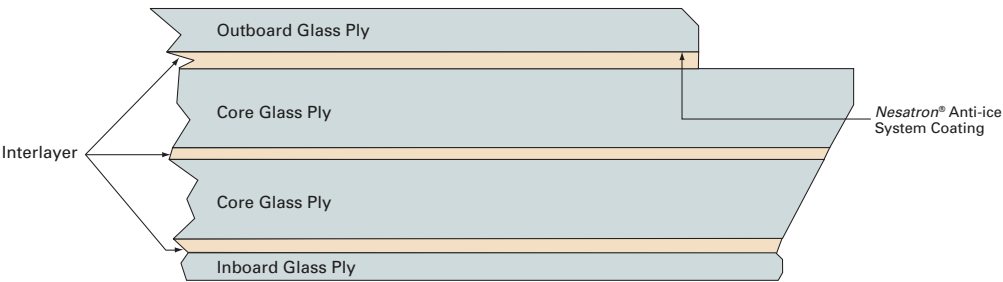 Outboard Glass Ply
Core Glass Ply
Nesatron® Anti-ice
System Coating
Interlayer
Core Glass Ply
Inboard Glass Ply